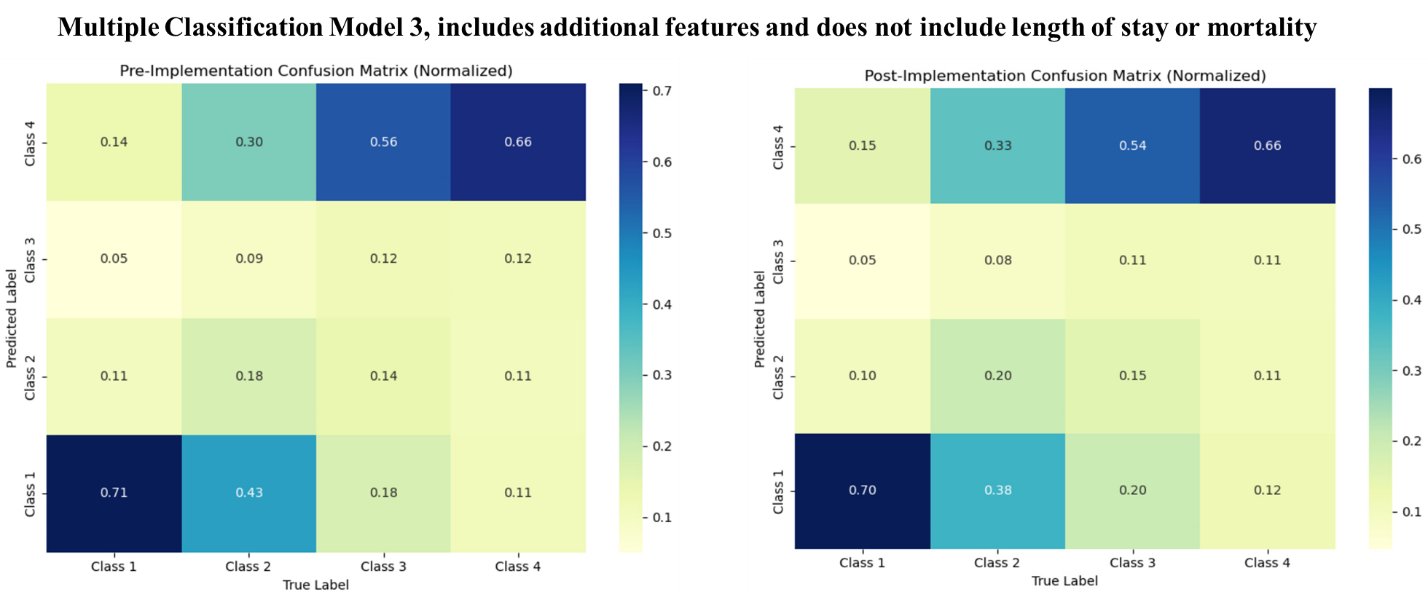 Multiple Classification Model 3, includes additional features and does not include length of stay or mortality
Pre-Implementation Confusion Matrix (Normalized)
Predicted Label
Class 4
0.14 0.30 0.56 0.66
Class 3
0.05 0.09 0.12 0.12
Class 2
0.11 0.18 0.14 0.11
Class 1
0.71 0.43 0.18 0.11
Class 1 Class 2 Class 3 Class 4
True Label
0.7
0.6
0.5
0.4
0.3
0.2
0.1
Post-Implementation Confusion Matrix (Normalized)
Predicted Label
Class 4
0.15 0.33 0.54 0.66
Class 3
0.05 0.08 0.11 0.11
Class 2
0.10 0.20 0.15 0.11
Class 1
0.70 0.38 0.20 0.12
Class 1 Class 2 Class 3 Class 4
True Label
0.6
0.5
0.4
0.3
0.2
0.1